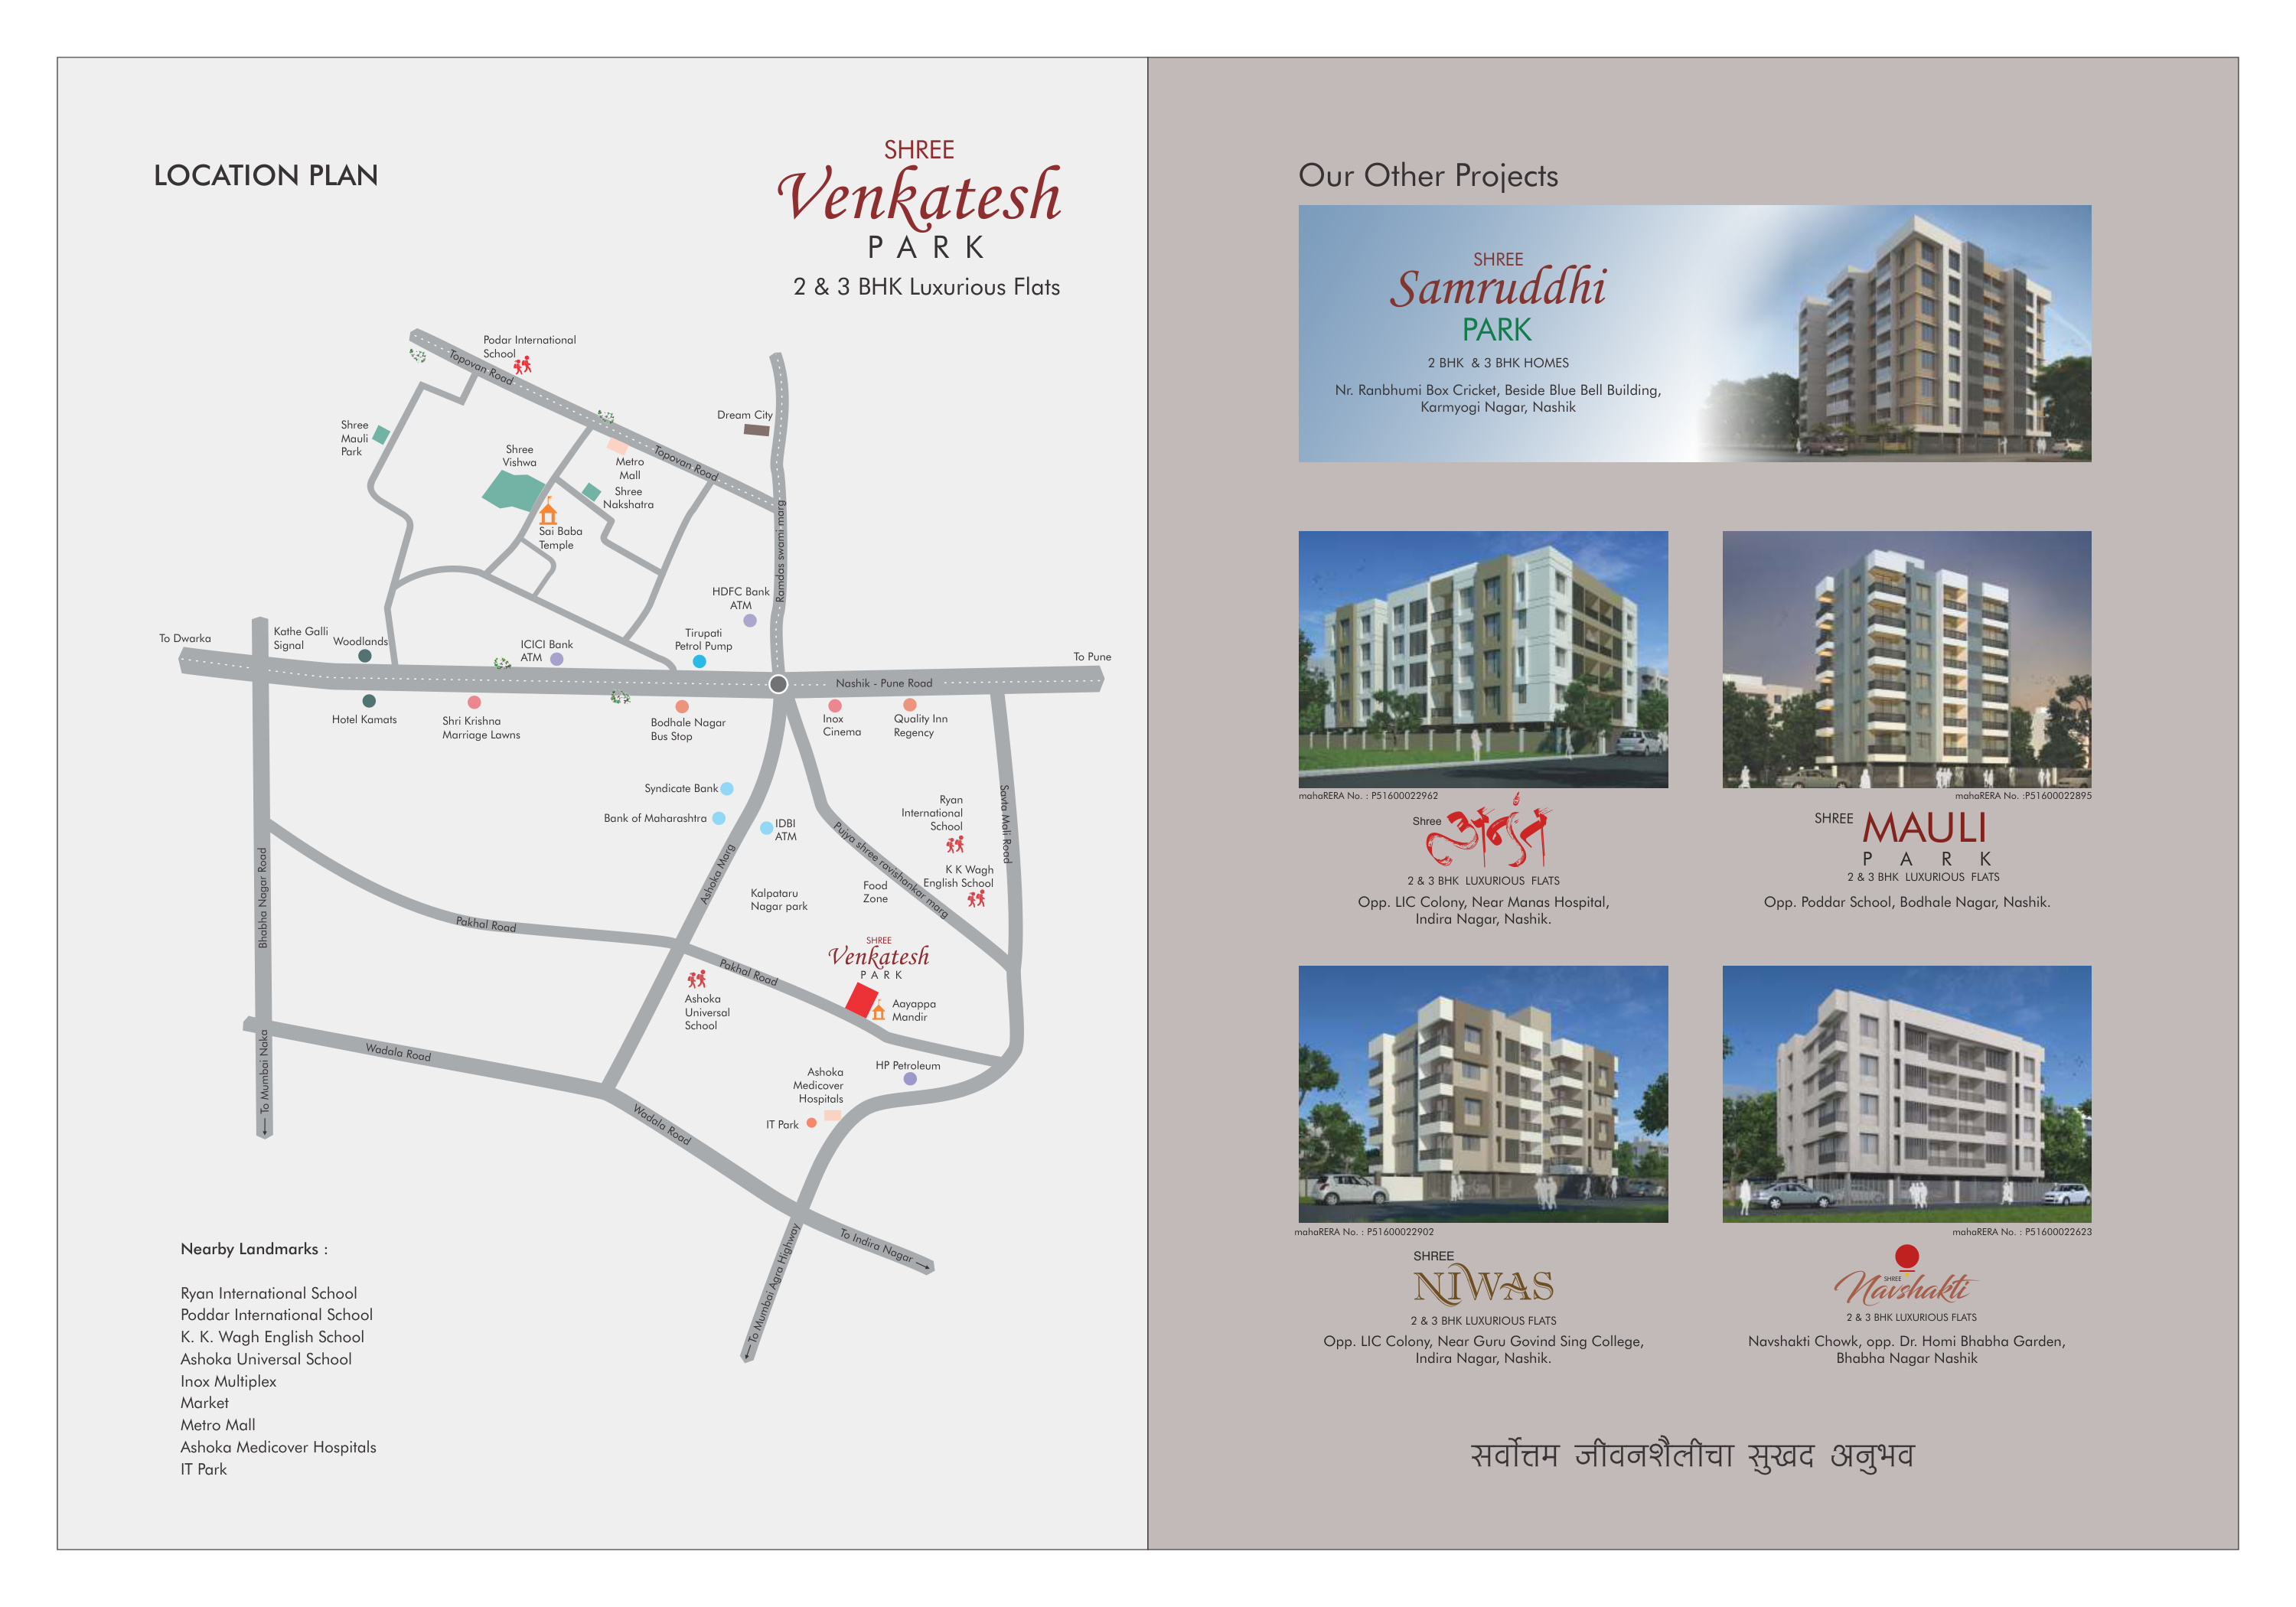 LOCATION PLAN
SHREE
Venkatesh
PARK
2 & 3 BHK Luxurious Flats
Podar International
School
Topovan Road
Shree
Mauli
Park
Shree
Vishwa
Metro
Mall
Shree
Nakshatra
Topovan Road
Dream City
Sai Baba
Temple
Ramdas swami marg
HDFC Bank
ATM
To Dwarka
Kathe Galli
Signal
Woodlands
ICICI Bank
ATM
Tirupati
Petrol Pump
To Pune
Nashik - Pune Road
Hotel Kamats
Shri Krishna
Marriage Lawns
Bodhale Nagar
Bus Stop
Inox
Cinema
Quality Inn
Regency
Syndicate Bank
Bank of Maharashtra
IDBI
ATM
Ryan
International
School
Savta Mali Road
Pujya shree ravishankar marg
K K Wagh
English School
Bhabha Nagar Road
Ashoka Marg
Kalpataru
Nagar park
Food
Zone
Pakhal Road
SHREE
Venkatesh
PARK
Pakhal Road
Ashoka
Universal
School
Aayappa
Mandir
Wadala Road
To Mumbai Naka
HP Petroleum
Ashoka
Medicover
Hospitals
IT Park
Wadala Road
To Indira Nagar
To Mumbai Agra Highway
Nearby Landmarks :
Ryan International School
Poddar International School
K. K. Wagh English School
Ashoka Universal School
Inox Multiplex
Market
Metro Mall
Ashoka Medicover Hospitals
IT Park
Our Other Projects
SHREE
Samruddhi
PARK
2 BHK & 3 BHK HOMES
Nr. Ranbhumi Box Cricket, Beside Blue Bell Building,
Karmyogi Nagar, Nashik
mahaRERA No. : P51600022962
Shree अनंत
2 & 3 BHK LUXURIOUS FLATS
Opp. LIC Colony, Near Manas Hospital,
Indira Nagar, Nashik.
mahaRERA No. :P51600022895
SHREE MAULI
PARK
2 & 3 BHK LUXURIOUS FLATS
Opp. Poddar School, Bodhale Nagar, Nashik.
mahaRERA No. : P51600022902
SHREE
NIWAS
2 & 3 BHK LUXURIOUS FLATS
Opp. LIC Colony, Near Guru Govind Sing College,
Indira Nagar, Nashik.
mahaRERA No. : P51600022623
SHREE
Navshakti
2 & 3 BHK LUXURIOUS FLATS
Navshakti Chowk, opp. Dr. Homi Bhabha Garden,
Bhabha Nagar Nashik
सर्वोत्तम जीवनशैलीचा सुखद अनुभव